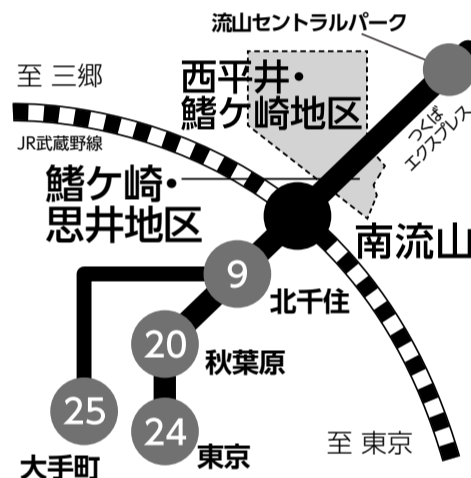 流山セントラルパーク
至 三郷
西平井・
鰭ケ崎地区
つくば
エクスプレス
JR武蔵野線
鰭ケ崎・
思井地区
南流山
9
北千住
20
秋葉原
25
24
大手町
東京
至 東京